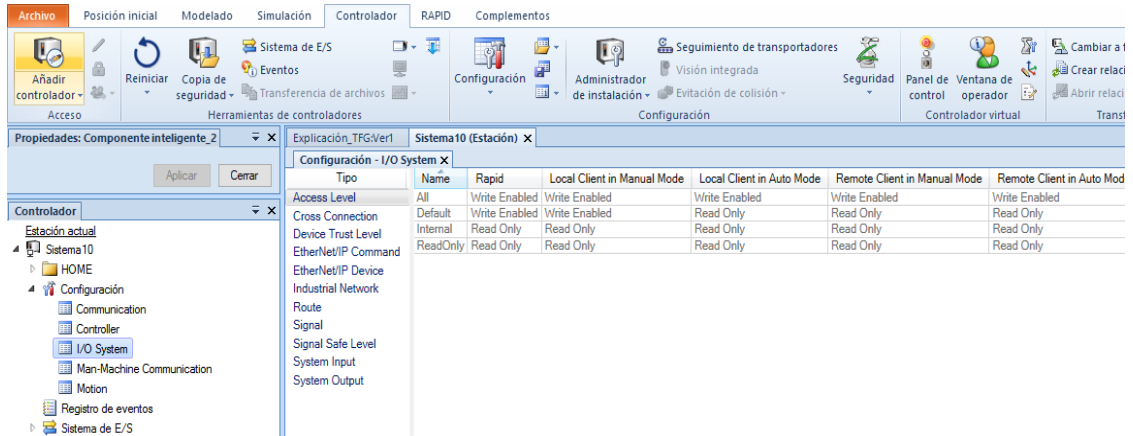 Archivo Posición inicial Modelado Simulación Controlador RAPID Complementos
Sistema de E/S Seguimiento de transportadores Cambiar a
Eventos Visión integrada Crear relaci
Añadir controlador Reiniciar Copia de seguridad Transferencia de archivos Configuración Administrador de instalación Evitación de colisión Seguridad Panel de control Ventana de operador Abrir relaci
Acceso Herramientas de controladores Configuración Controlador virtual Transf
Propiedades: Componente inteligente_2 Explicación_TFG:Ver1 Sistema10 (Estación)
Configuración - I/O System
Aplicar Cerrar
Tipo Name Rapid Local Client in Manual Mode Local Client in Auto Mode Remote Client in Manual Mode Remote Client in Auto Mod
Access Level All Write Enabled Write Enabled Write Enabled Write Enabled Write Enabled
Cross Connection Default Write Enabled Write Enabled Read Only Read Only Read Only
Device Trust Level Internal Read Only Read Only Read Only Read Only Read Only
EtherNet/IP Command ReadOnly Read Only Read Only Read Only Read Only Read Only
EtherNet/IP Device
Industrial Network
Route
Signal
Signal Safe Level
System Input
System Output
Controlador
Estación actual
Sistema10
HOME
Configuración
Communication
Controller
I/O System
Man-Machine Communication
Motion
Registro de eventos
Sistema de E/S